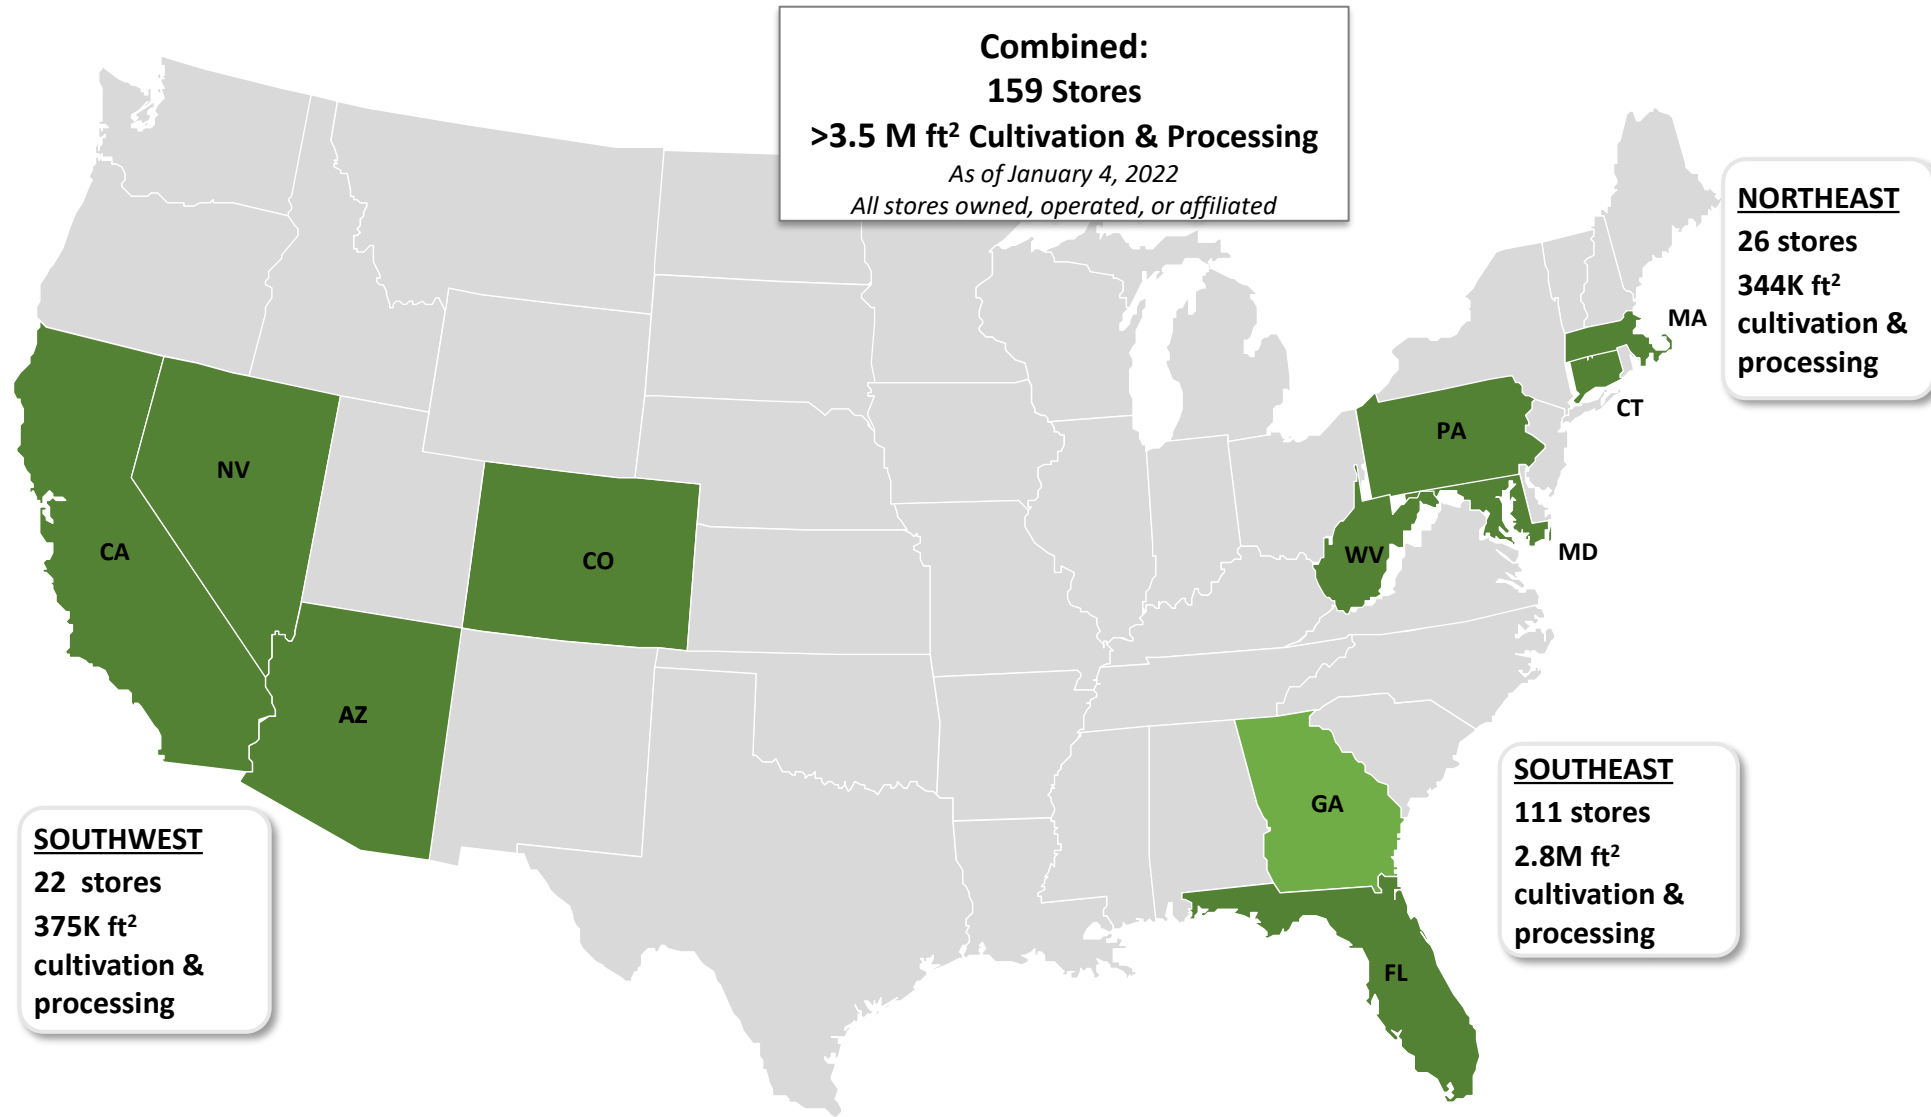 Combined:
159 Stores
>3.5 M ft² Cultivation & Processing
As of January 4, 2022
All stores owned, operated, or affiliated
NORTHEAST
26 stores
344K ft²
cultivation &
processing
MA
CT
PA
NV
CA
CO
WV
MD
AZ
GA
FL
SOUTHEAST
111 stores
2.8M ft²
cultivation &
processing
SOUTHWEST
22 stores
375K ft²
cultivation &
processing